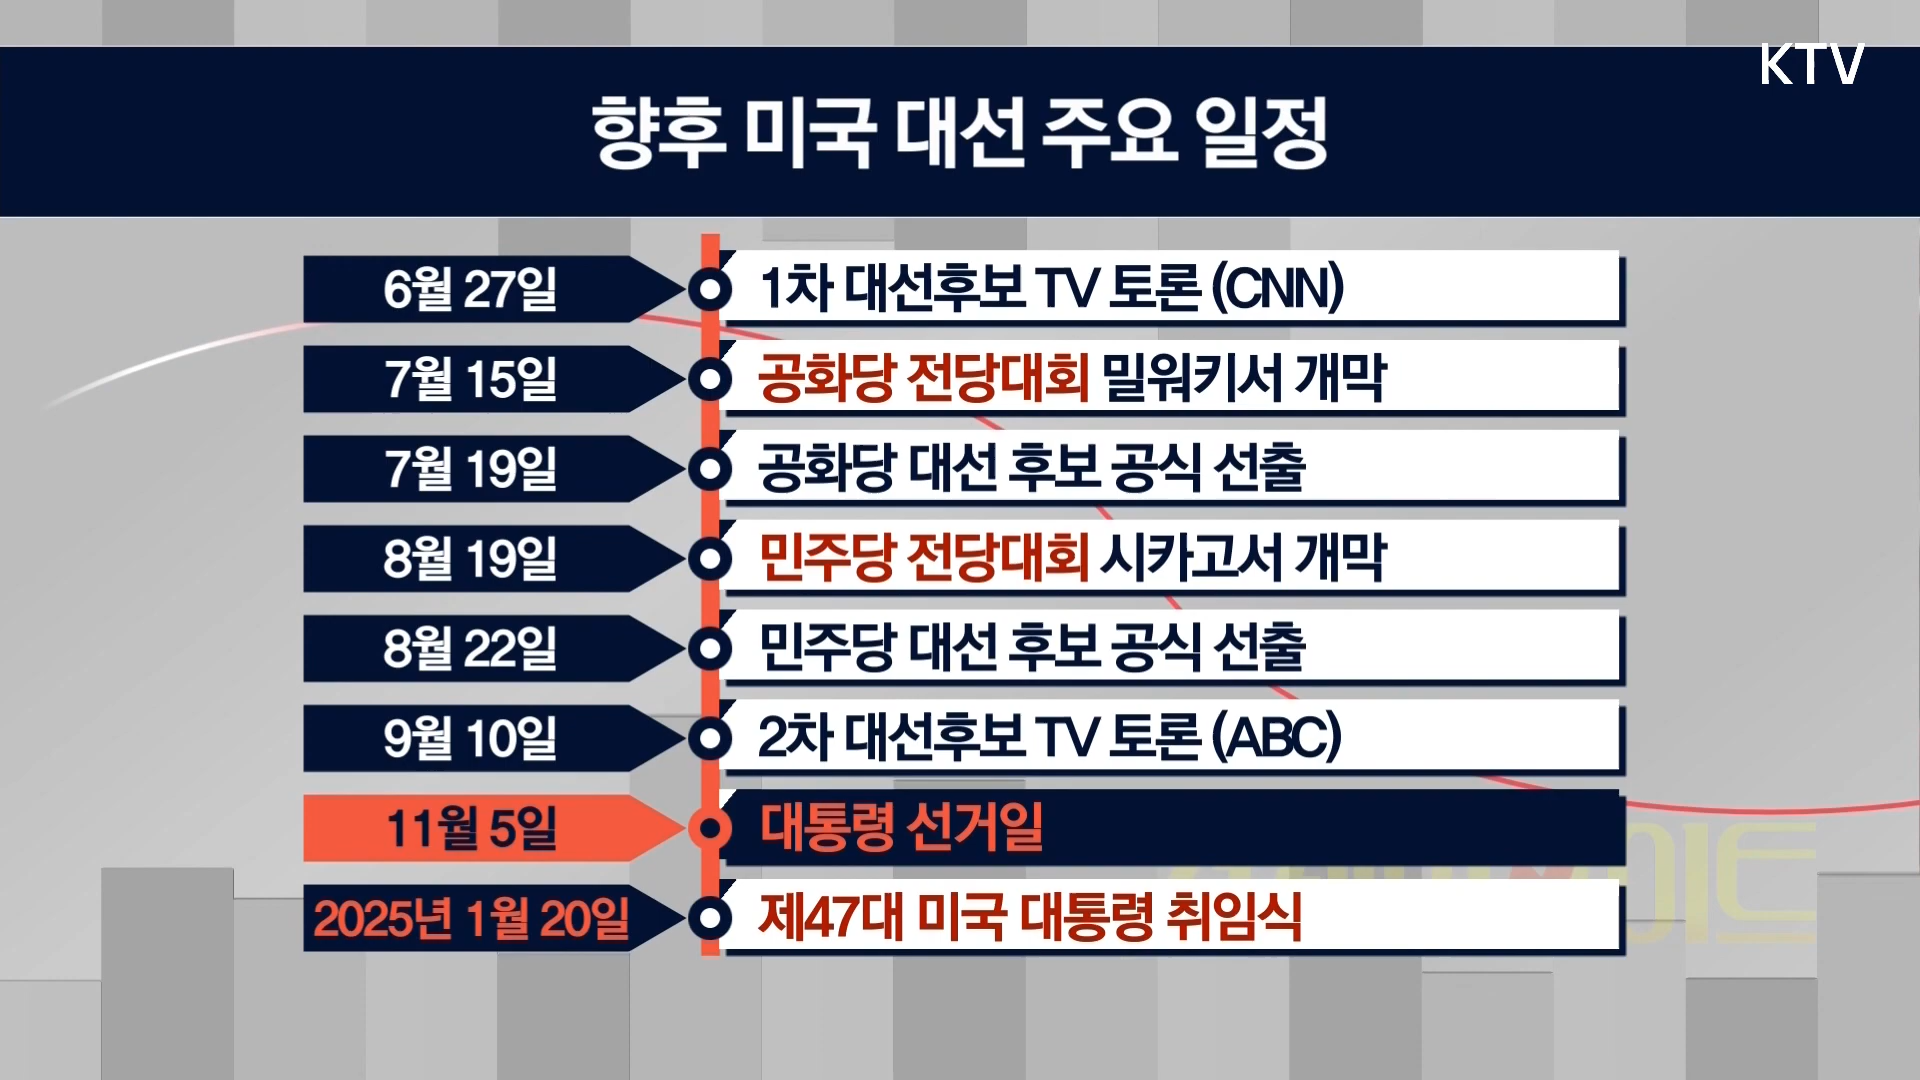 KTV
향후 미국 대선 주요 일정
6월 27일 1차 대선후보 TV 토론 (CNN)
7월 15일 공화당 전당대회 밀워키서 개막
7월 19일 공화당 대선 후보 공식 선출
8월 19일 민주당 전당대회 시카고서 개막
8월 22일 민주당 대선 후보 공식 선출
9월 10일 2차 대선후보 TV 토론 (ABC)
11월 5일 대통령 선거일
2025년 1월 20일 제47대 미국 대통령 취임식